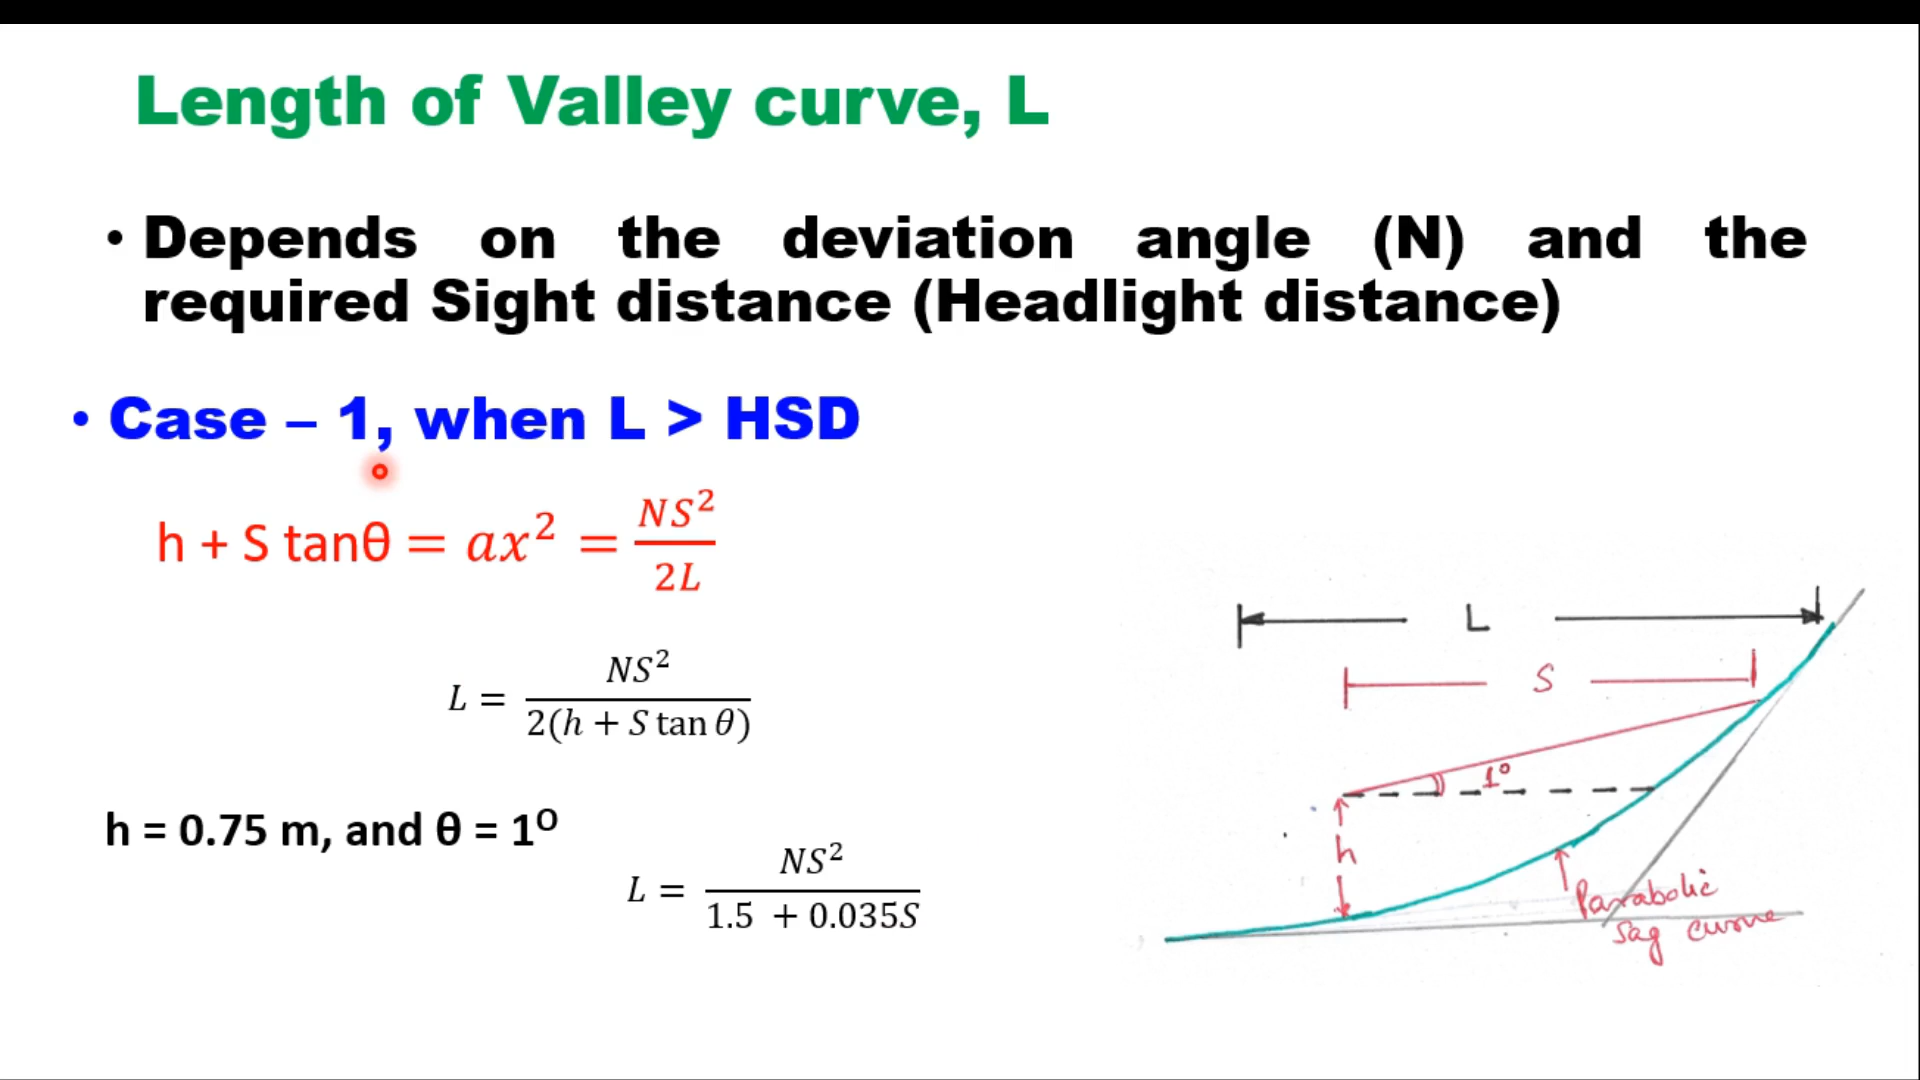 Length of Valley curve, L
• Depends on the deviation angle (N) and the
required Sight distance (Headlight distance)
• Case – 1, when L > HSD
h + S tanθ = ax² = NS²/2L
L = NS²/2(h + S tan θ)
h = 0.75 m, and θ = 1⁰
L = NS²/1.5 + 0.035S
L
S
1⁰
h
Parabolic
Sag curve